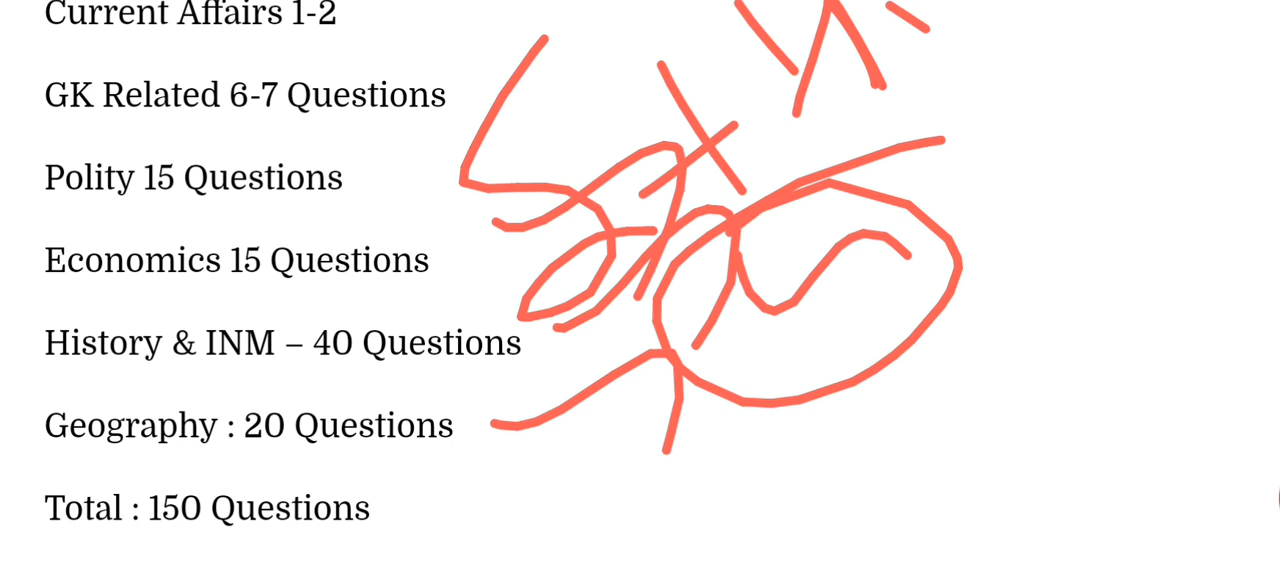 Current Affairs 1-2
GK Related 6-7 Questions
Polity 15 Questions
Economics 15 Questions
History & INM – 40 Questions
Geography : 20 Questions
Total : 150 Questions